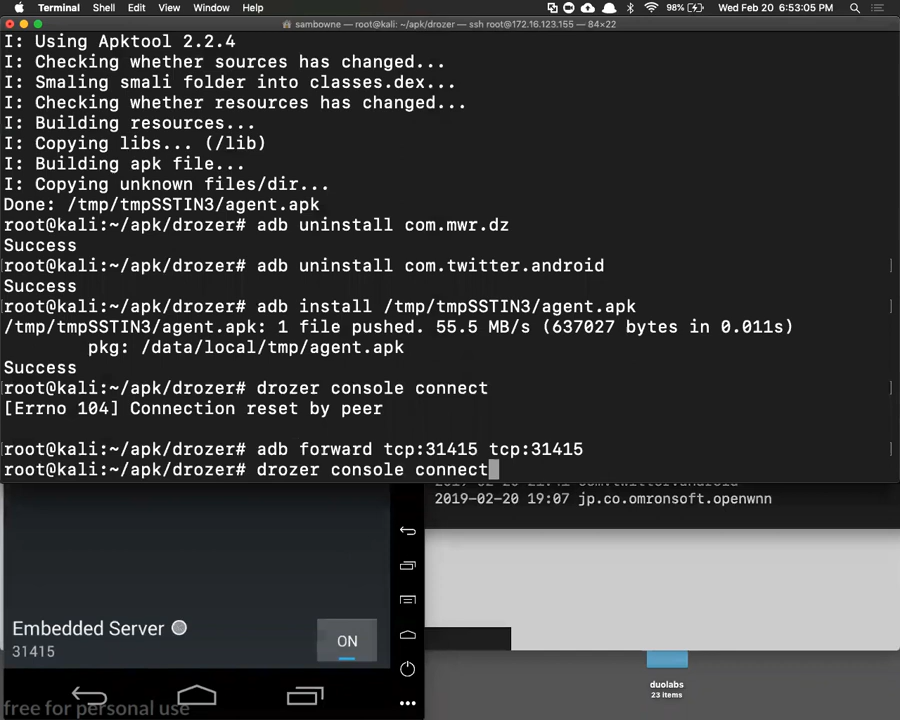 Terminal Shell Edit View Window Help 98% Wed Feb 20 6:53:05 PM
sambowne — root@kali: ~/apk/drozer — ssh root@172.16.123.155 — 84×22
I: Using Apktool 2.2.4
I: Checking whether sources has changed...
I: Smaling smali folder into classes.dex...
I: Checking whether resources has changed...
I: Building resources...
I: Copying libs... (/lib)
I: Building apk file...
I: Copying unknown files/dir...
Done: /tmp/tmpSSTIN3/agent.apk
root@kali:~/apk/drozer# adb uninstall com.mwr.dz
Success
root@kali:~/apk/drozer# adb uninstall com.twitter.android
Success
root@kali:~/apk/drozer# adb install /tmp/tmpSSTIN3/agent.apk
/tmp/tmpSSTIN3/agent.apk: 1 file pushed. 55.5 MB/s (637027 bytes in 0.011s)
pkg: /data/local/tmp/agent.apk
Success
root@kali:~/apk/drozer# drozer console connect
[Errno 104] Connection reset by peer
root@kali:~/apk/drozer# adb forward tcp:31415 tcp:31415
root@kali:~/apk/drozer# drozer console connect
2019-02-20 19:07 jp.co.omronsoft.openwnn
Embedded Server
31415
ON
duolabs
23 items
free for personal use